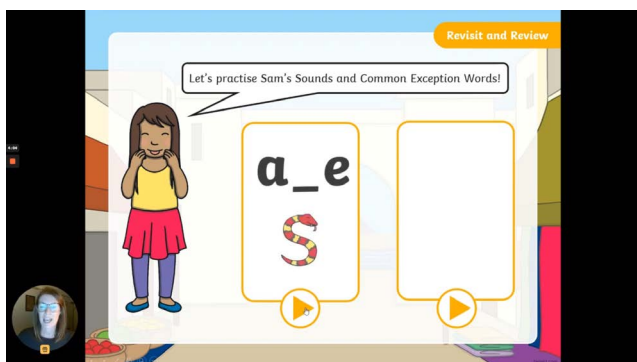 Revisit and Review
Let's practise Sam's Sounds and Common Exception Words!
a_e